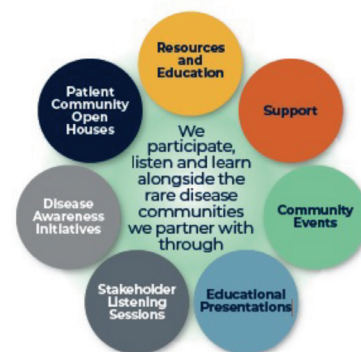 Resources
and
Education
Support
Community
Events
Educational
Presentations
Stakeholder
Listening
Sessions
Disease
Awareness
Initiatives
Patient
Community
Open
Houses
We
participate,
listen and learn
alongside the
rare disease
communities
we partner with
through